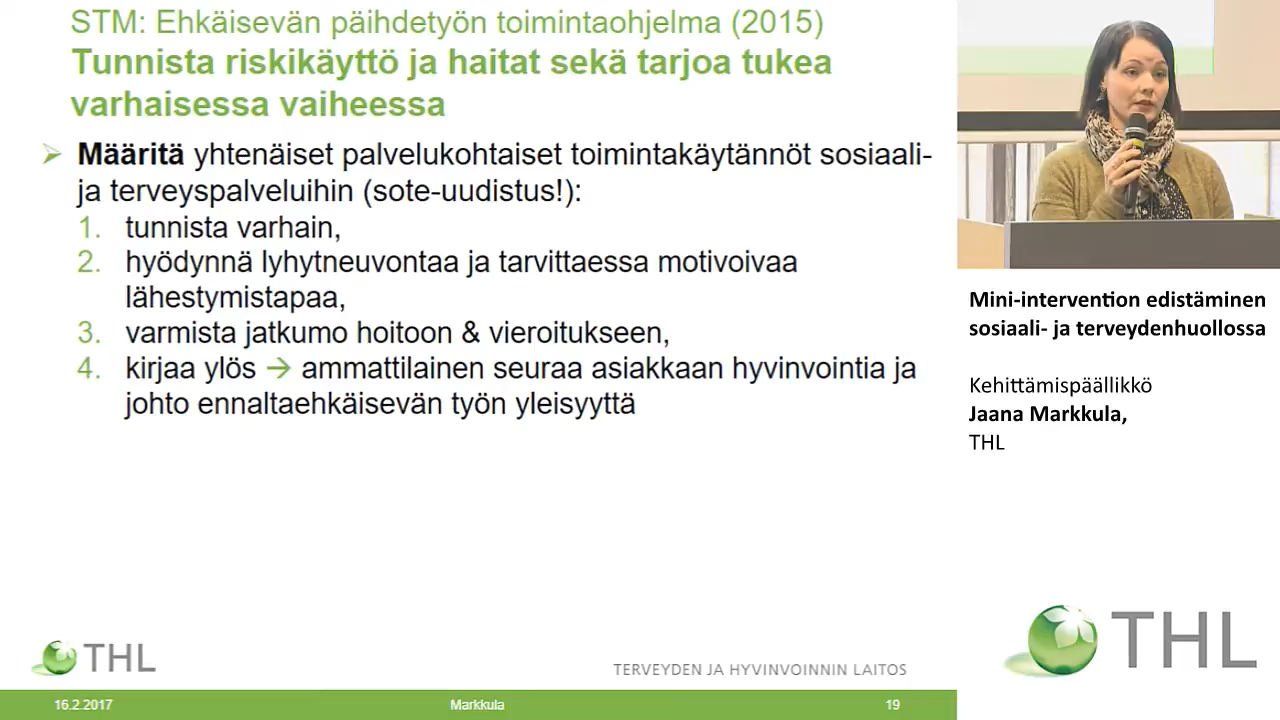 STM: Ehkäisevän päihdetyön toimintaohjelma (2015)
Tunnista riskikäyttö ja haitat sekä tarjoa tukea
varhaisessa vaiheessa
➢ Määritä yhtenäiset palvelukohtaiset toimintakäytännöt sosiaali-
ja terveyspalveluihin (sote-uudistus!):
1. tunnista varhain,
2. hyödynnä lyhytneuvontaa ja tarvittaessa motivoivaa
lähestymistapaa,
3. varmista jatkumo hoitoon & vieroitukseen,
4. kirjaa ylös → ammattilainen seuraa asiakkaan hyvinvointia ja
johto ennaltaehkäisevän työn yleisyyttä
THL
TERVEYDEN JA HYVINVOINNIN LAITOS
16.2.2017 Markkula 19
Mini-intervention edistäminen
sosiaali- ja terveydenhuollossa
Kehittämispäällikkö
Jaana Markkula,
THL
THL